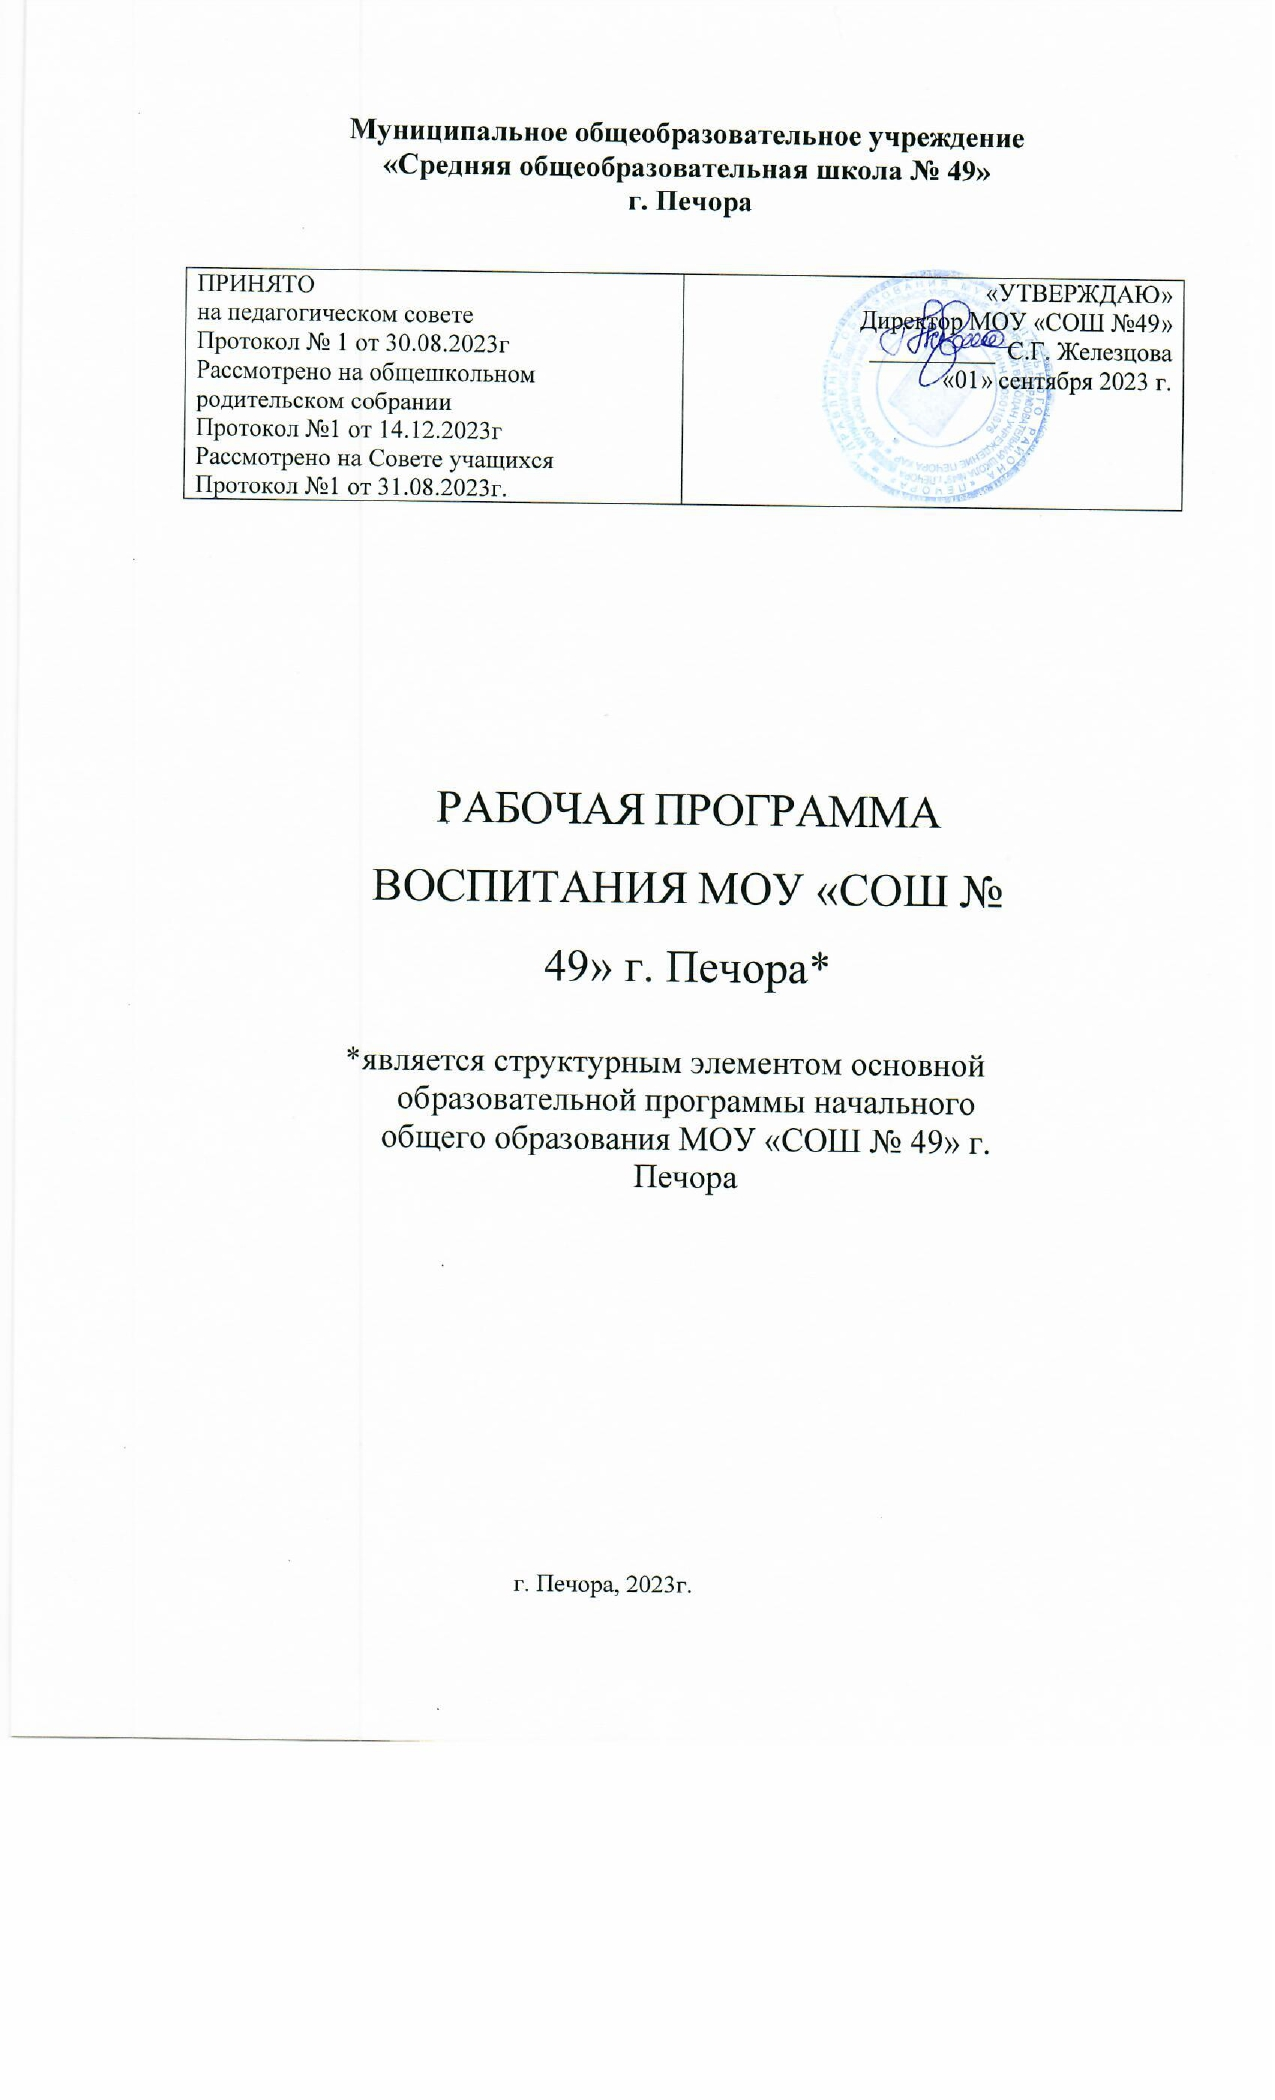 Муниципальное общеобразовательное учреждение
«Средняя общеобразовательная школа № 49»
г. Печора
ПРИНЯТО
на педагогическом совете
Протокол № 1 от 30.08.2023г
Рассмотрено на общешкольном
родительском собрании
Протокол №1 от 14.12.2023г
Рассмотрено на Совете учащихся
Протокол №1 от 31.08.2023г.
«УТВЕРЖДАЮ»
Директор МОУ «СОШ №49»
____________ С.Г. Железцова
«01» сентября 2023 г.
РАБОЧАЯ ПРОГРАММА
ВОСПИТАНИЯ МОУ «СОШ №
49» г. Печора*
*является структурным элементом основной
образовательной программы начального
общего образования МОУ «СОШ № 49» г.
Печора
г. Печора, 2023г.